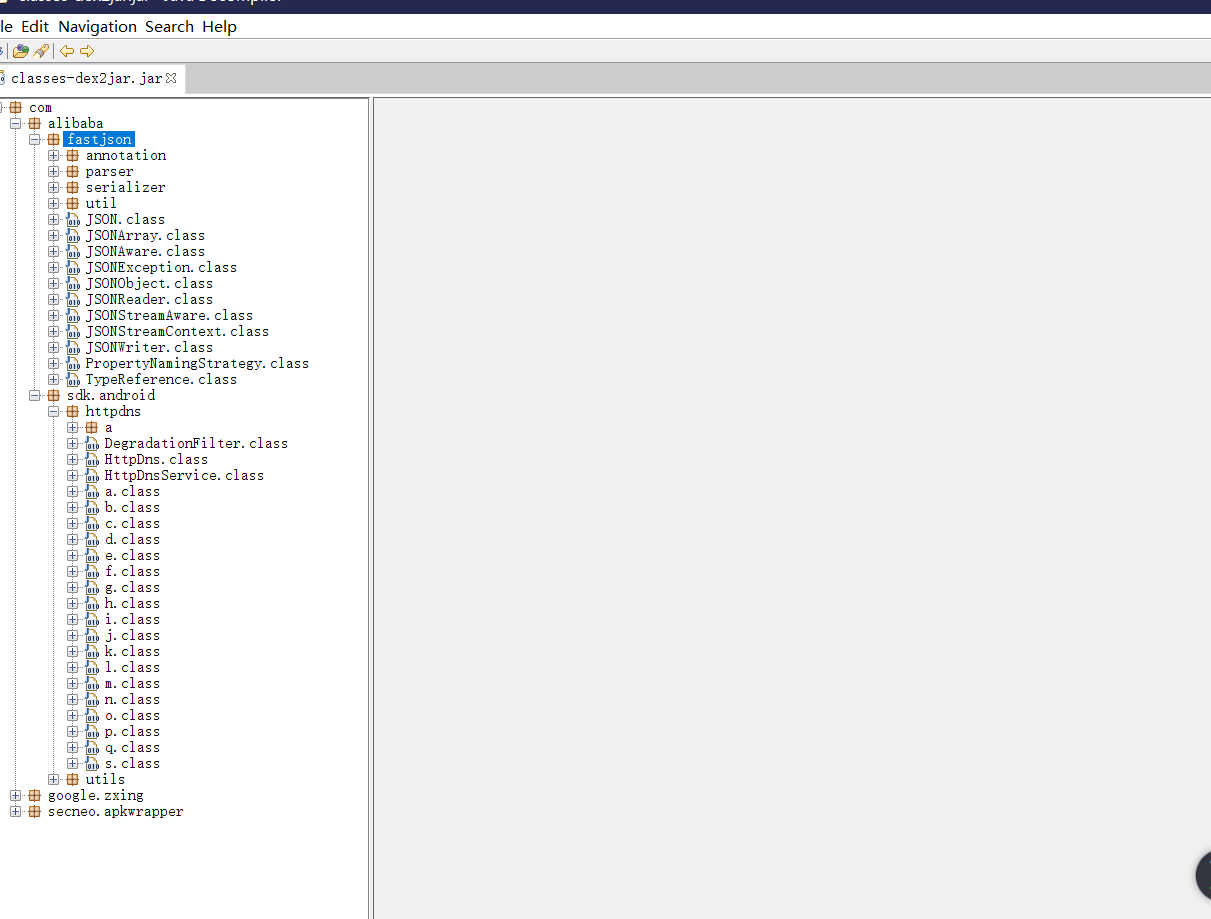 le Edit Navigation Search Help
classes-dex2jar.jar
com
alibaba
fastjson
annotation
parser
serializer
util
JSON.class
JSONArray.class
JSONAware.class
JSONException.class
JSONObject.class
JSONReader.class
JSONStreamAware.class
JSONStreamContext.class
JSONWriter.class
PropertyNamingStrategy.class
TypeReference.class
sdk.android
httpdns
a
DegradationFilter.class
HttpDns.class
HttpDnsService.class
a.class
b.class
c.class
d.class
e.class
f.class
g.class
h.class
i.class
j.class
k.class
l.class
m.class
n.class
o.class
p.class
q.class
s.class
utils
google.zxing
secneo.apkwrapper